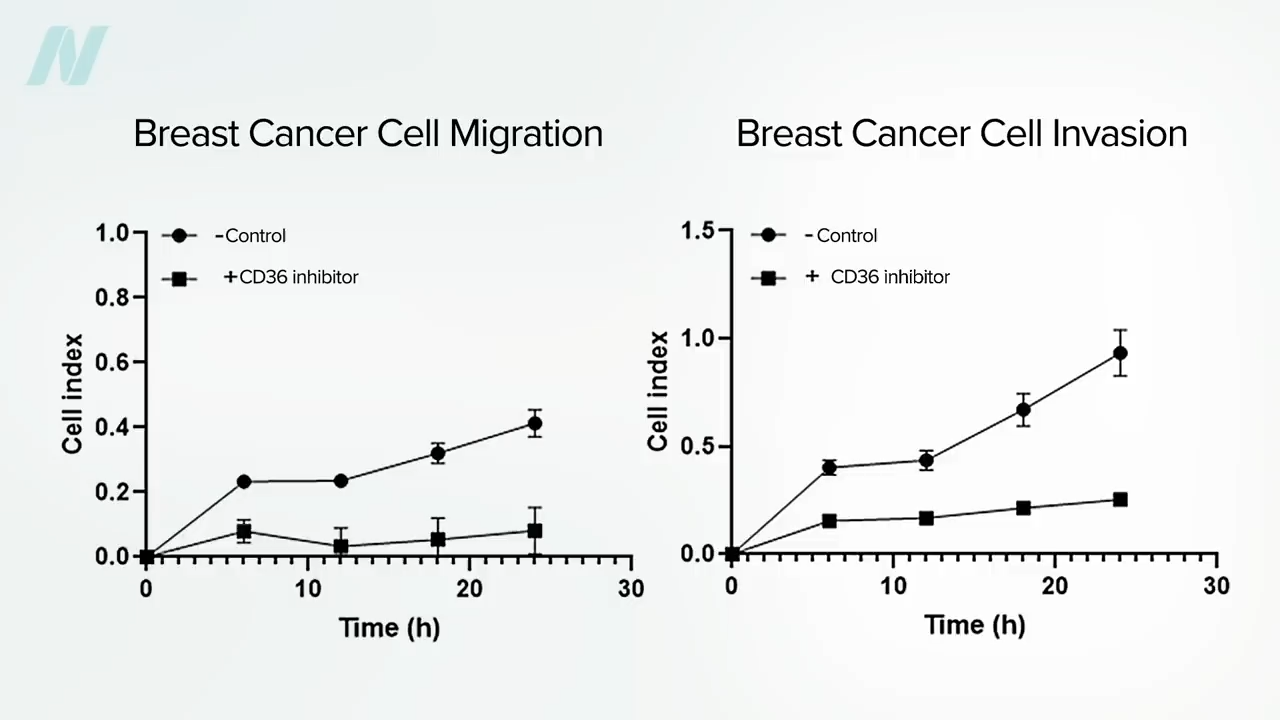 Breast Cancer Cell Migration
1.0
0.8
0.6
0.4
0.2
0.0
Cell index
-Control
+CD36 inhibitor
0
10
20
30
Time (h)
Breast Cancer Cell Invasion
1.5
1.0
0.5
0.0
Cell index
- Control
+ CD36 inhibitor
0
10
20
30
Time (h)